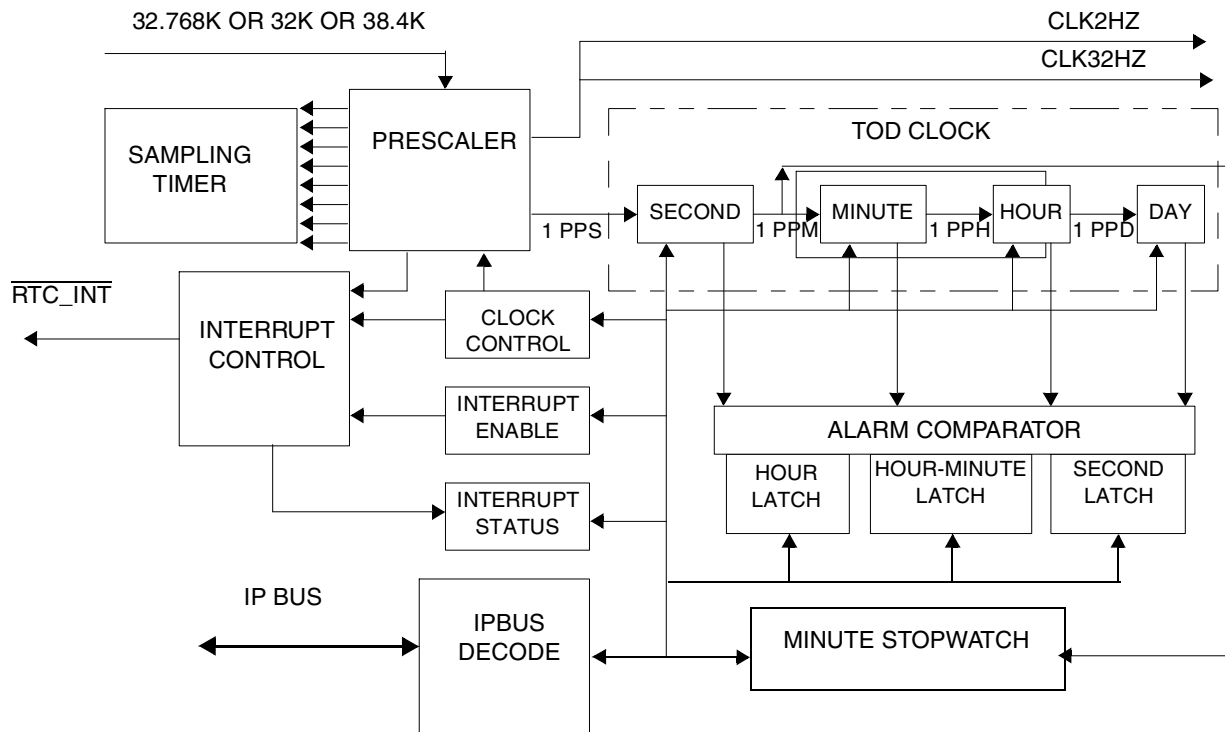 32.768K OR 32K OR 38.4K
CLK2HZ
CLK32HZ
PRESCALER
TOD CLOCK
SAMPLING
TIMER
SECOND
MINUTE
HOUR
DAY
1 PPS
1 PPM
1 PPH
1 PPD
RTC_INT
INTERRUPT
CONTROL
CLOCK
CONTROL
INTERRUPT
ENABLE
ALARM COMPARATOR
HOUR
LATCH
HOUR-MINUTE
LATCH
SECOND
LATCH
INTERRUPT
STATUS
IP BUS
IPBUS
DECODE
MINUTE STOPWATCH